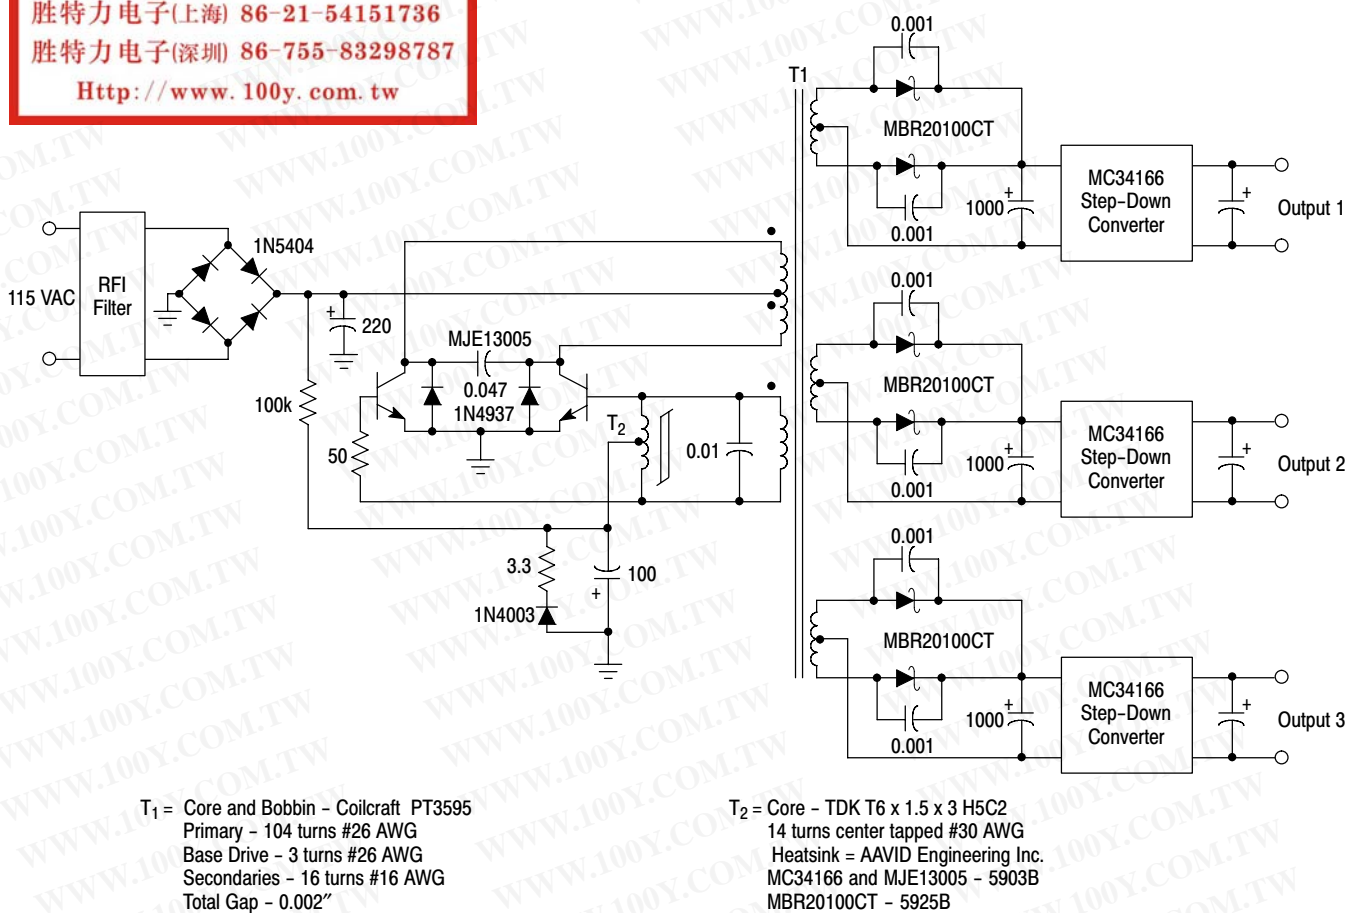 胜特力电子(上海) 86-21-54151736
胜特力电子(深圳) 86-755-83298787
Http://www.100y.com.tw
T1
0.001
MBR20100CT
0.001
1000
+
MC34166
Step-Down
Converter
+
Output 1
115 VAC
RFI
Filter
1N5404
+
220
100k
50
MJE13005
0.047
1N4937
T2
0.01
3.3
1N4003
100
+
0.001
MBR20100CT
0.001
1000
+
MC34166
Step-Down
Converter
+
Output 2
0.001
MBR20100CT
0.001
1000
+
MC34166
Step-Down
Converter
+
Output 3
T1 = Core and Bobbin - Coilcraft PT3595
Primary - 104 turns #26 AWG
Base Drive - 3 turns #26 AWG
Secondaries - 16 turns #16 AWG
Total Gap - 0.002″
T2 = Core - TDK T6 x 1.5 x 3 H5C2
14 turns center tapped #30 AWG
Heatsink = AAVID Engineering Inc.
MC34166 and MJE13005 - 5903B
MBR20100CT - 5925B
WWW.100Y.COM.TW